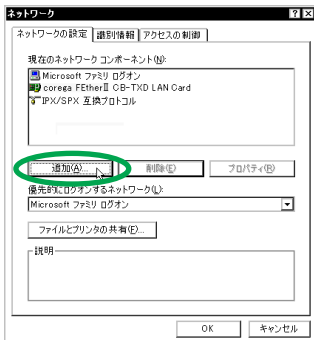 ネットワーク
ネットワークの設定 識別情報 アクセスの制御
現在のネットワーク コンポーネント(N):
Microsoft ファミリ ログオン
corega FEtherII CB-TXD LAN Card
IPX/SPX 互換プロトコル
追加(A)... 削除(E) プロパティ(R)
優先的にログオンするネットワーク(L):
Microsoft ファミリ ログオン
ファイルとプリンタの共有(F)...
説明
OK キャンセル